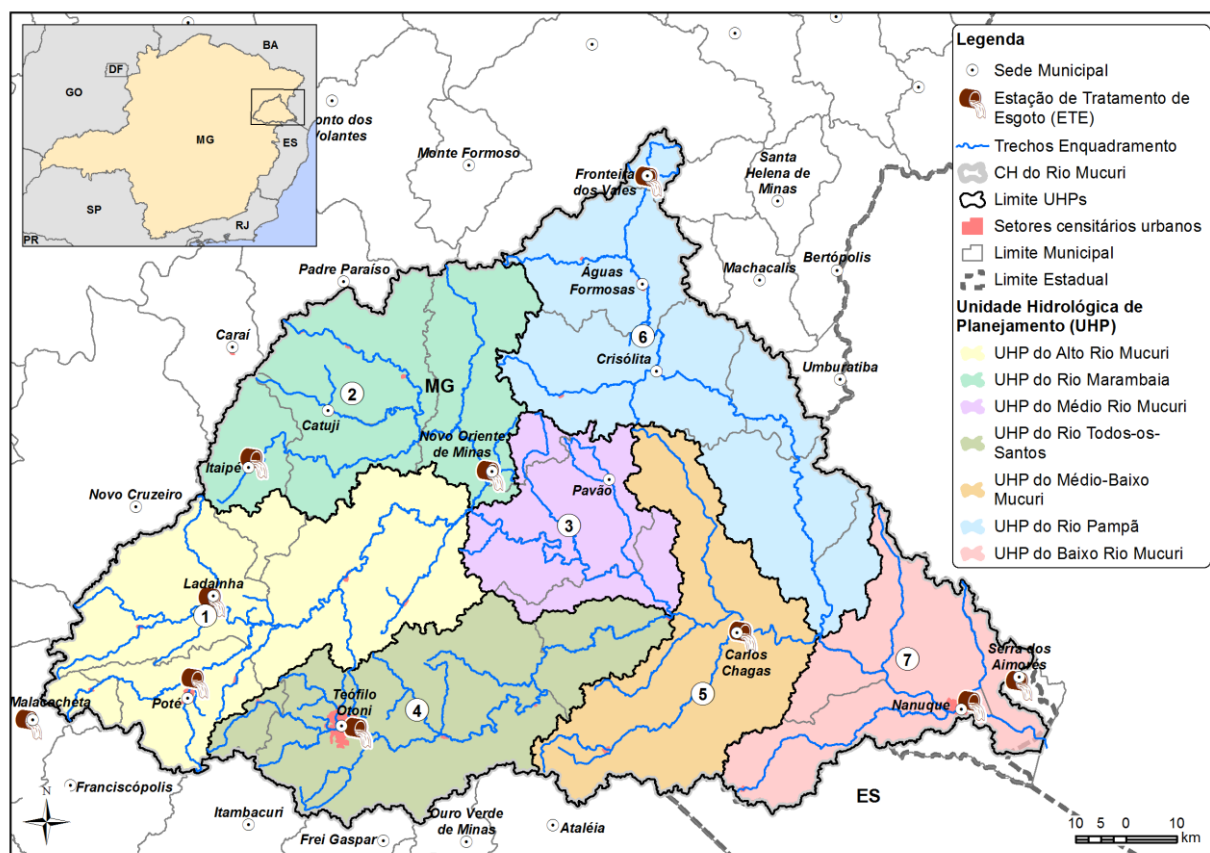 BA
DF
GO
MG
ES
SP
RJ
PR
onto dos
olantes
Monte Formoso
Santa
Helena de
Minas
Fronteira
dos Vales
Bertópolis
Padre Paraíso
Águas
Formosas
Machacalis
Caraí
6
Crisólita
Umburatiba
MG
2
Catuji
Novo Oriente
de Minas
Itaipé
Pavão
Novo Cruzeiro
3
Ladainha
1
Carlos
Chagas
7
Serra dos
Aimorés
Malacacheta
Poté
Teófilo
Otoni
4
5
Nanuque
Franciscópolis
ES
Itambacuri
Frei Gaspar
Ouro Verde
de Minas
Ataléia
N
10 5 0 10
km
Legenda
Sede Municipal
Estação de Tratamento de
Esgoto (ETE)
Trechos Enquadramento
CH do Rio Mucuri
Limite UHPs
Setores censitários urbanos
Limite Municipal
Limite Estadual
Unidade Hidrológica de
Planejamento (UHP)
UHP do Alto Rio Mucuri
UHP do Rio Marambaia
UHP do Médio Rio Mucuri
UHP do Rio Todos-os-
Santos
UHP do Médio-Baixo
Mucuri
UHP do Rio Pampã
UHP do Baixo Rio Mucuri